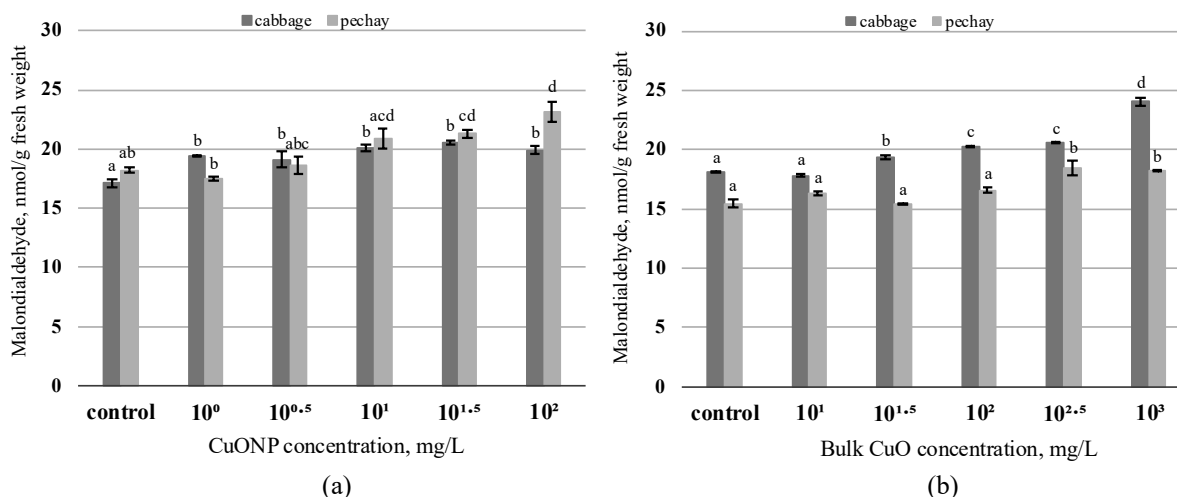 cabbage pechay
30
25
20
15
10
5
0
Malondialdehyde, nmol/g fresh weight
a ab b b b abc b acd b cd b d
control 10⁰ 10⁰·⁵ 10¹ 10¹·⁵ 10²
CuONP concentration, mg/L
(a)
cabbage pechay
30
25
20
15
10
5
0
Malondialdehyde, nmol/g fresh weight
a a a a b a c a c b d b
control 10¹ 10¹·⁵ 10² 10²·⁵ 10³
Bulk CuO concentration, mg/L
(b)